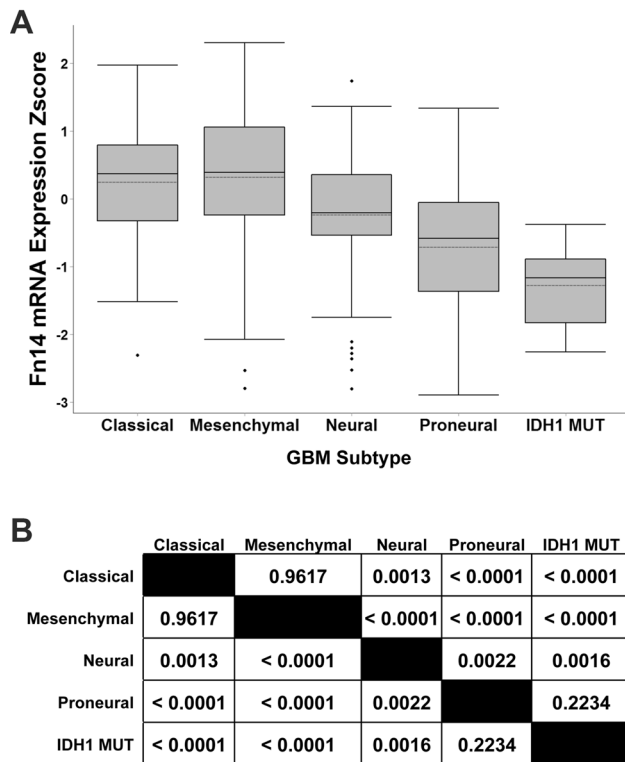 A
Fn14 mRNA Expression Zscore
2
1
0
-1
-2
-3
Classical Mesenchymal Neural Proneural IDH1 MUT
GBM Subtype
B
Classical Mesenchymal Neural Proneural IDH1 MUT
Classical 0.9617 0.0013 < 0.0001 < 0.0001
Mesenchymal 0.9617 < 0.0001 < 0.0001 < 0.0001
Neural 0.0013 < 0.0001 0.0022 0.0016
Proneural < 0.0001 < 0.0001 0.0022 0.2234
IDH1 MUT < 0.0001 < 0.0001 0.0016 0.2234